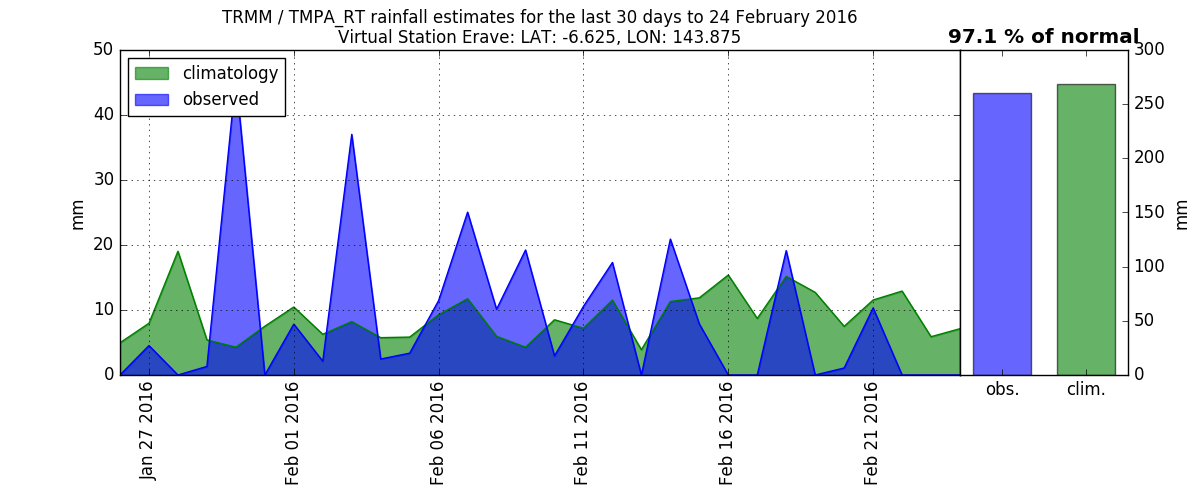 TRMM / TMPA_RT rainfall estimates for the last 30 days to 24 February 2016
Virtual Station Erave: LAT: -6.625, LON: 143.875
97.1 % of normal
climatology
observed
mm
50
40
30
20
10
0
Jan 27 2016
Feb 01 2016
Feb 06 2016
Feb 11 2016
Feb 16 2016
Feb 21 2016
obs.
clim.
300
250
200
150
100
50
0
mm